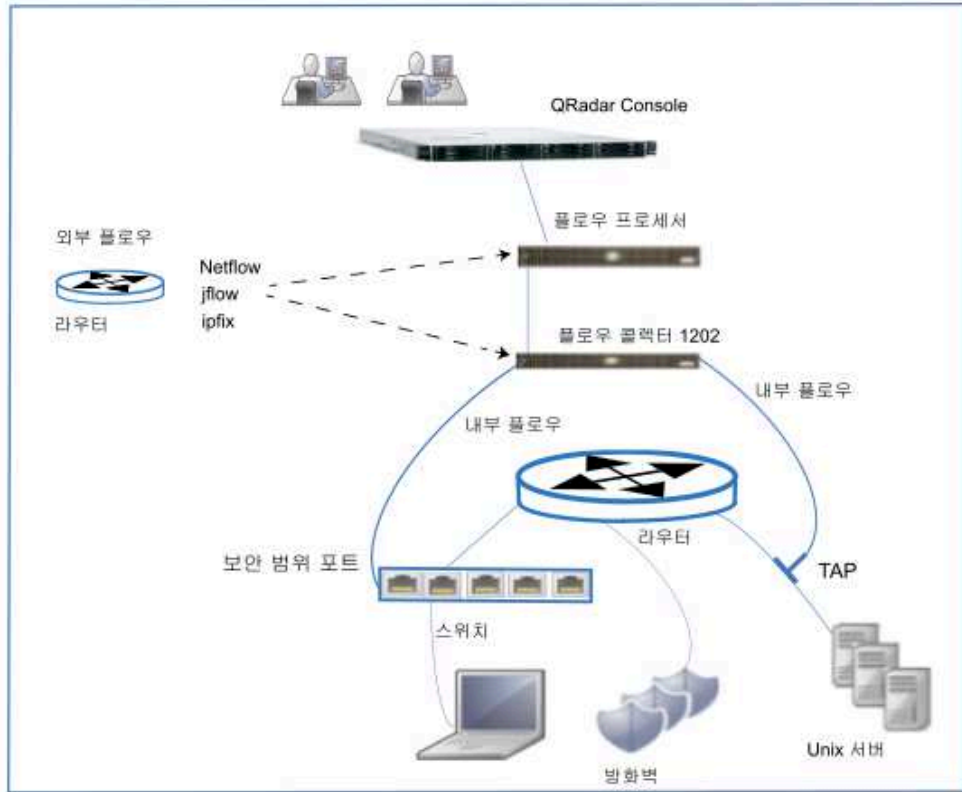 QRadar Console
플로우 프로세서
외부 플로우
Netflow
jflow
ipfix
라우터
플로우 콜렉터 1202
내부 플로우
내부 플로우
라우터
보안 범위 포트
TAP
스위치
Unix 서버
방화벽